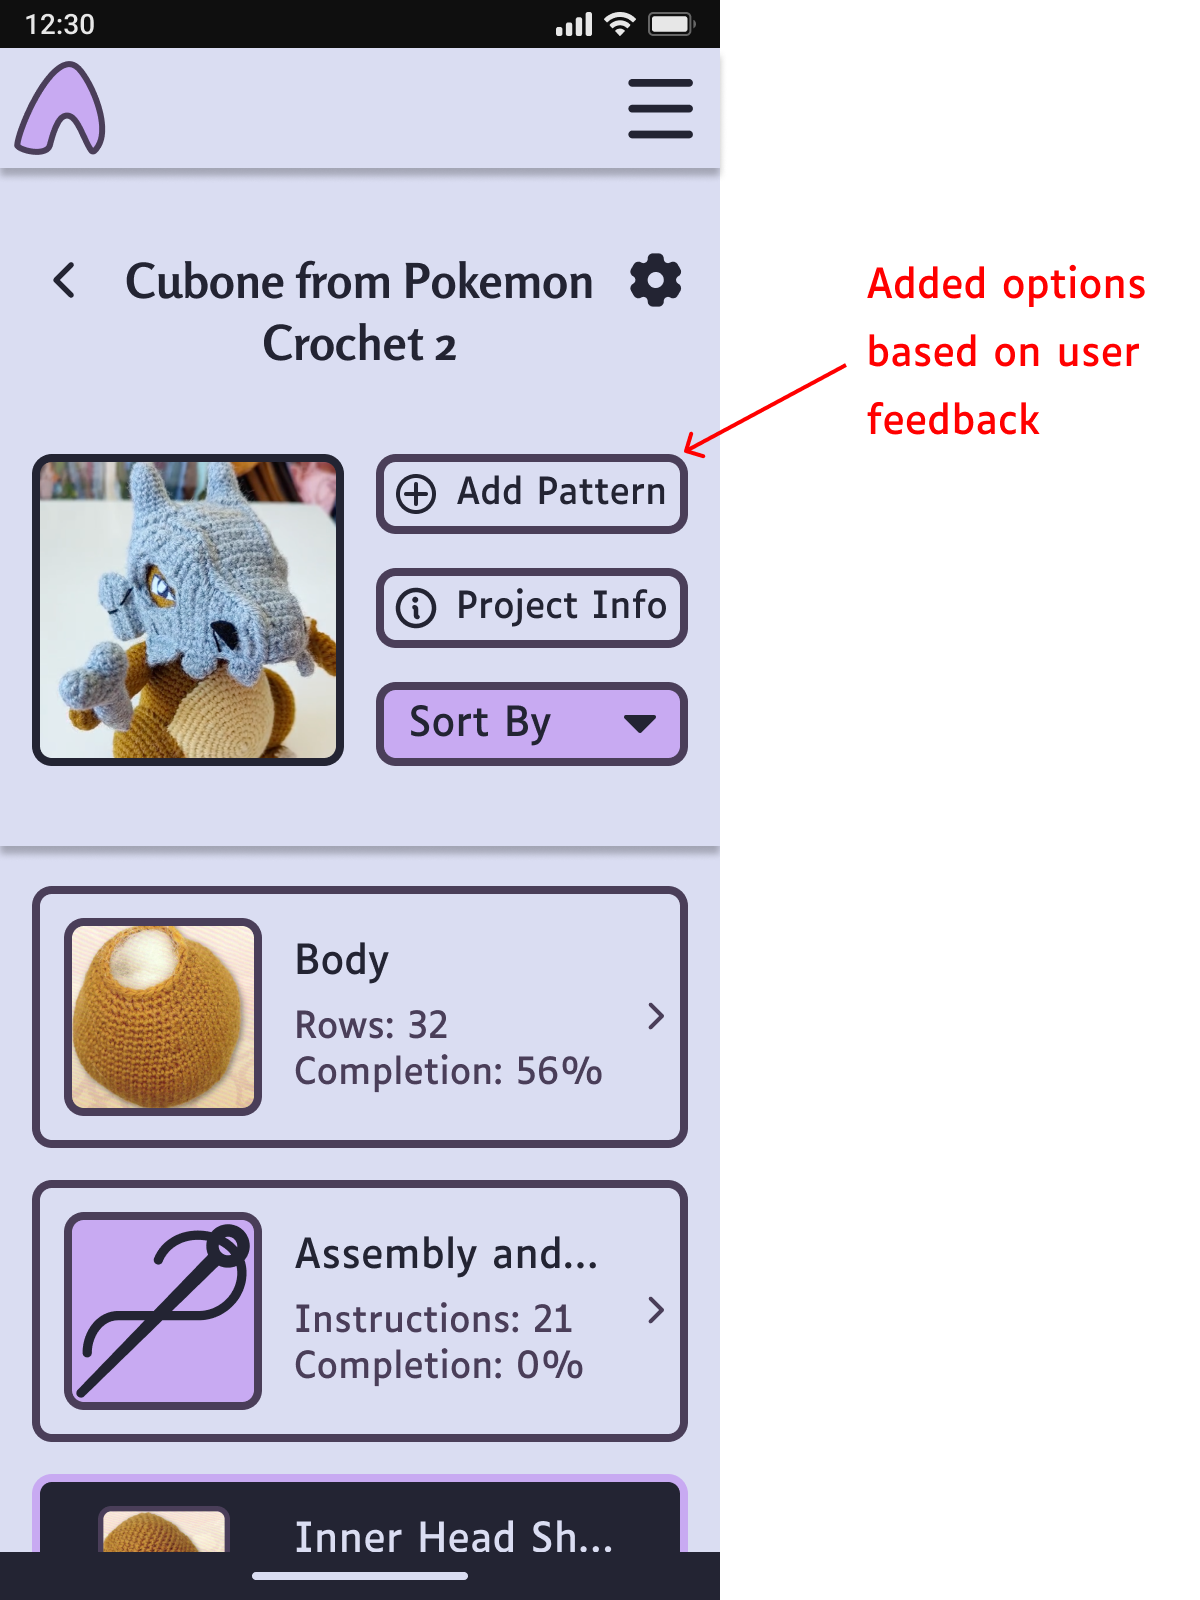 12:30
Cubone from Pokemon
Crochet 2
Added options
based on user
feedback
Add Pattern
Project Info
Sort By
Body
Rows: 32
Completion: 56%
Assembly and...
Instructions: 21
Completion: 0%
Inner Head Sh...